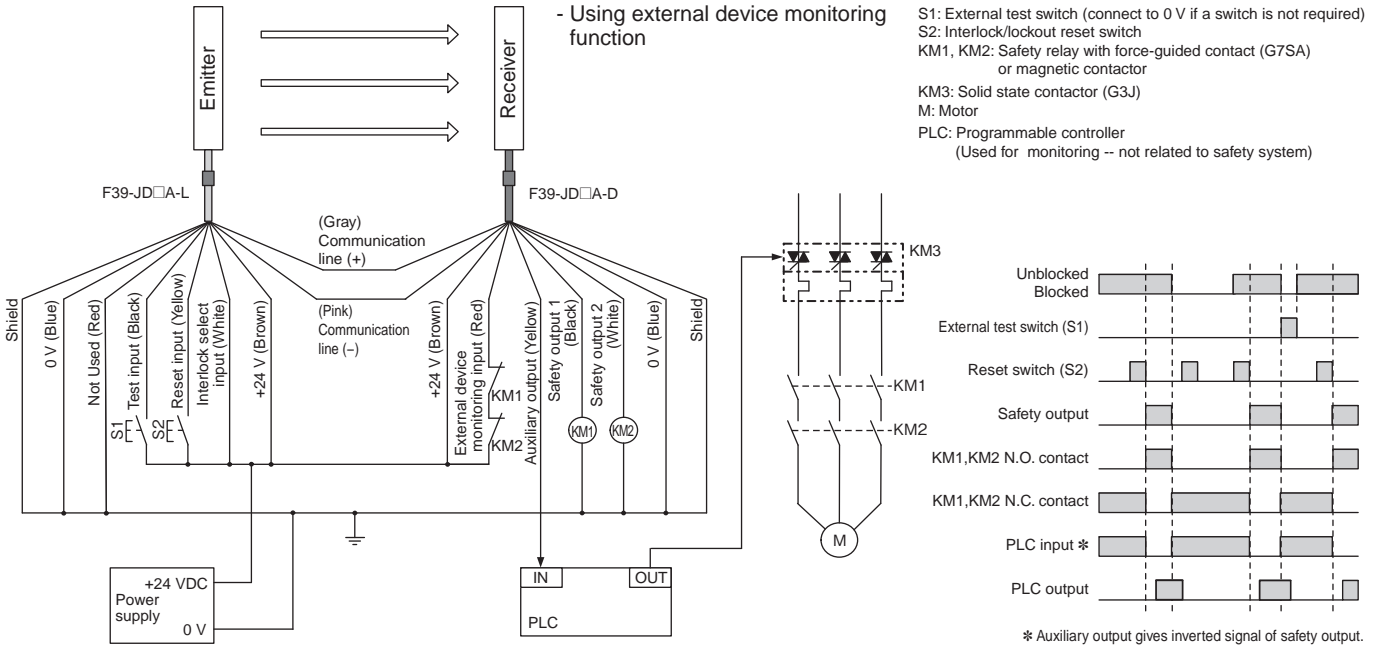 - Using external device monitoring
function
S1: External test switch (connect to 0 V if a switch is not required)
S2: Interlock/lockout reset switch
KM1, KM2: Safety relay with force-guided contact (G7SA)
or magnetic contactor
KM3: Solid state contactor (G3J)
M: Motor
PLC: Programmable controller
(Used for monitoring -- not related to safety system)
Emitter
Receiver
F39-JD□A-L
F39-JD□A-D
(Gray)
Communication
line (+)
(Pink)
Communication
line (−)
Shield
0 V (Blue)
Not Used (Red)
Test input (Black)
Reset input (Yellow)
Interlock select
input (White)
+24 V (Brown)
+24 V (Brown)
External device
monitoring input (Red)
Auxiliary output (Yellow)
Safety output 1
(Black)
Safety output 2
(White)
0 V (Blue)
Shield
S1
S2
KM1
KM2
KM1
KM2
KM3
KM1
KM2
M
+24 VDC
Power
supply
0 V
IN
OUT
PLC
Unblocked
Blocked
External test switch (S1)
Reset switch (S2)
Safety output
KM1,KM2 N.O. contact
KM1,KM2 N.C. contact
PLC input ✻
PLC output
✻ Auxiliary output gives inverted signal of safety output.